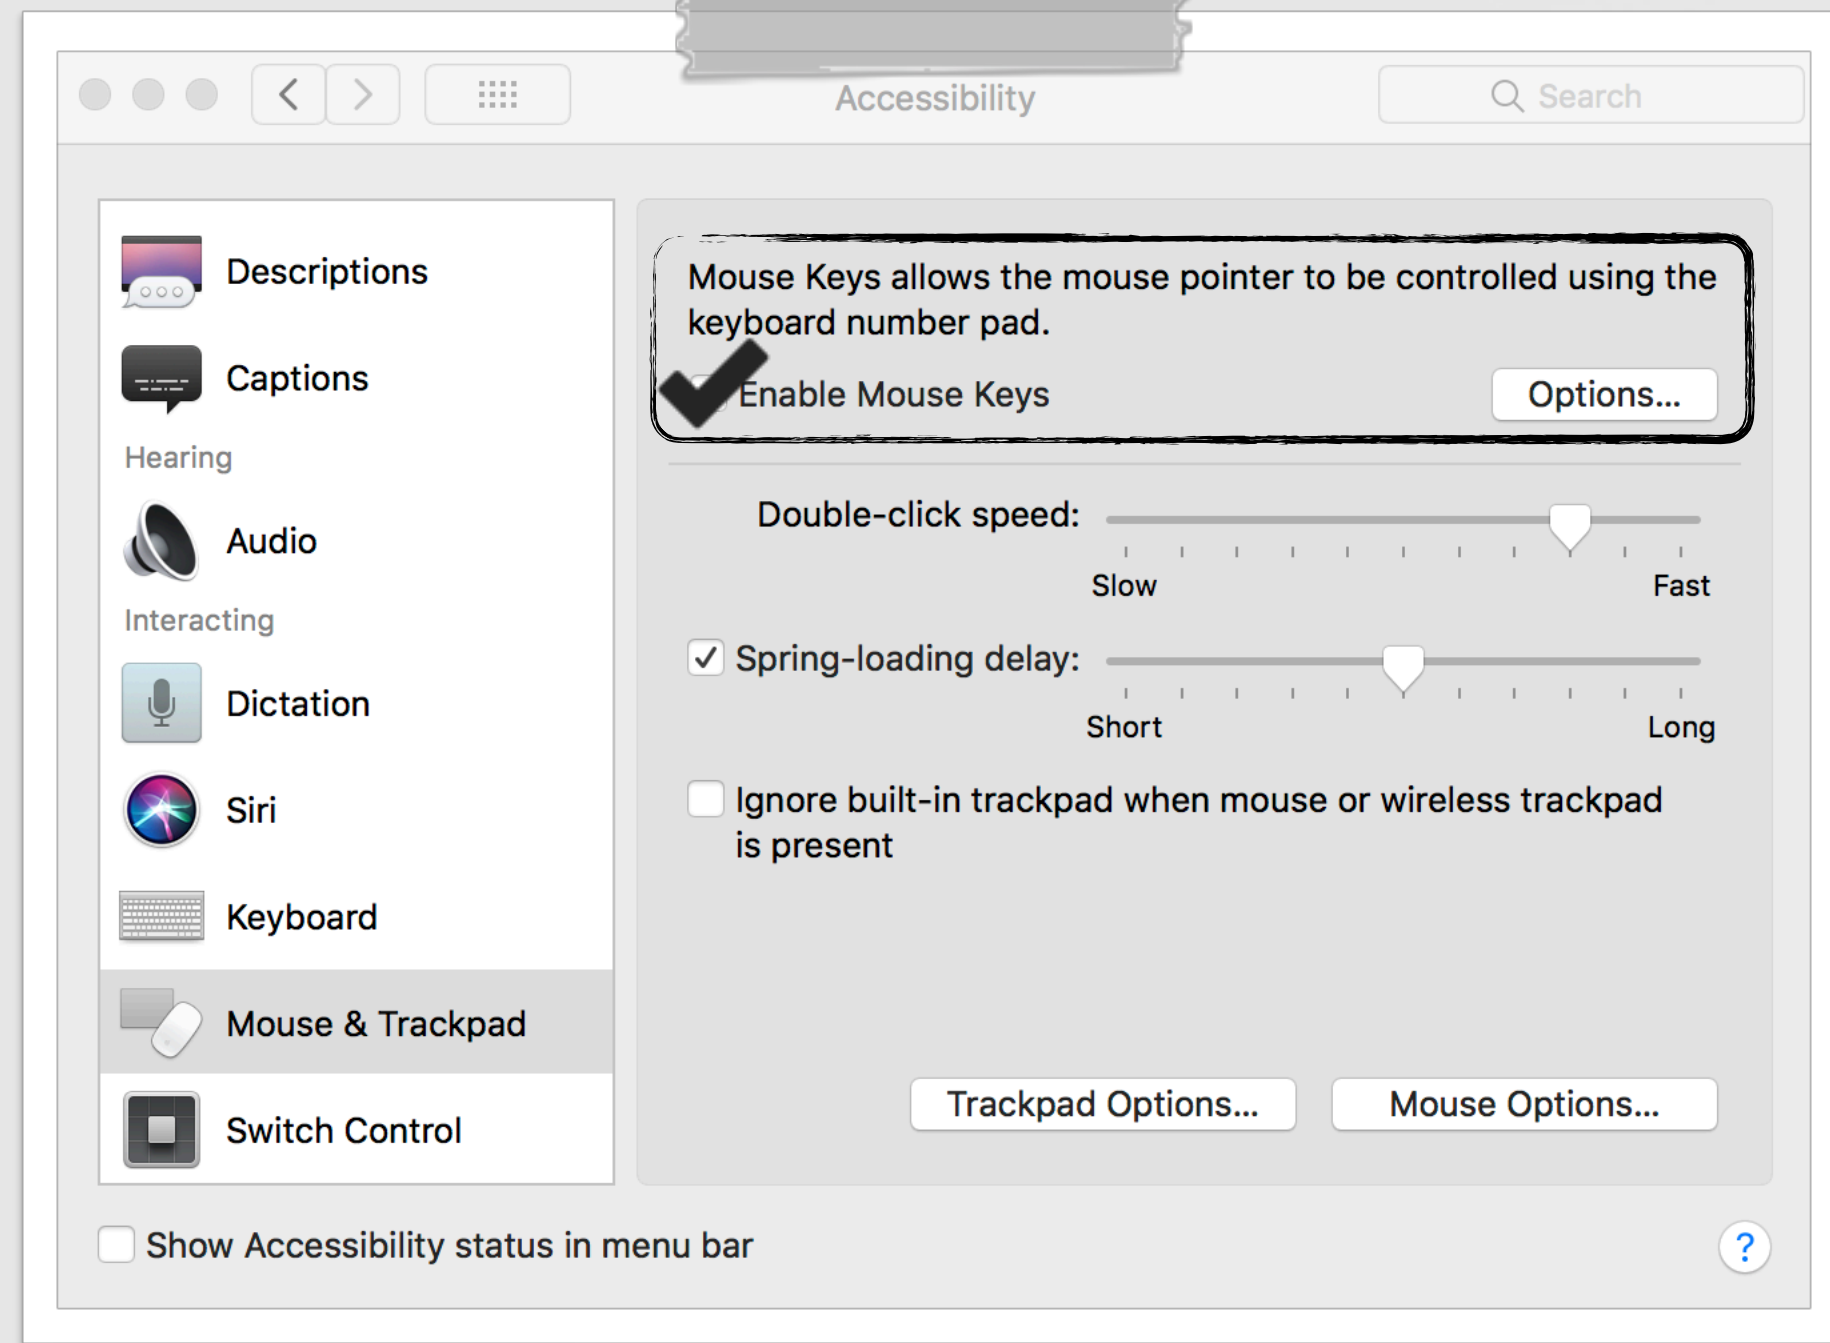 Accessibility
Search
Descriptions
Captions
Hearing
Audio
Interacting
Dictation
Siri
Keyboard
Mouse & Trackpad
Switch Control
Mouse Keys allows the mouse pointer to be controlled using the
keyboard number pad.
Enable Mouse Keys
Options...
Double-click speed:
Slow
Fast
Spring-loading delay:
Short
Long
Ignore built-in trackpad when mouse or wireless trackpad
is present
Trackpad Options...
Mouse Options...
Show Accessibility status in menu bar
?